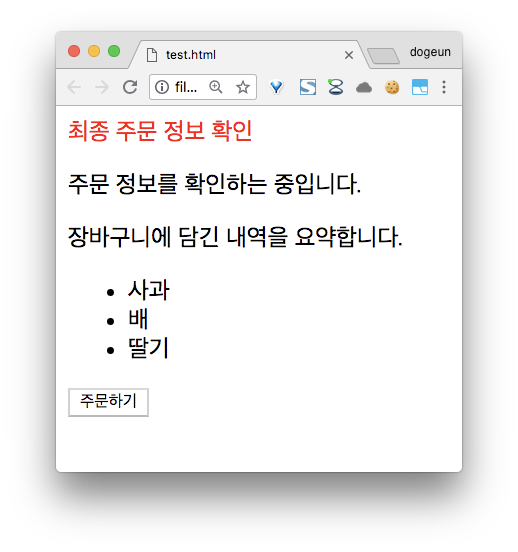 test.html
dogeun
fil...
최종 주문 정보 확인
주문 정보를 확인하는 중입니다.
장바구니에 담긴 내역을 요약합니다.
사과
배
딸기
주문하기